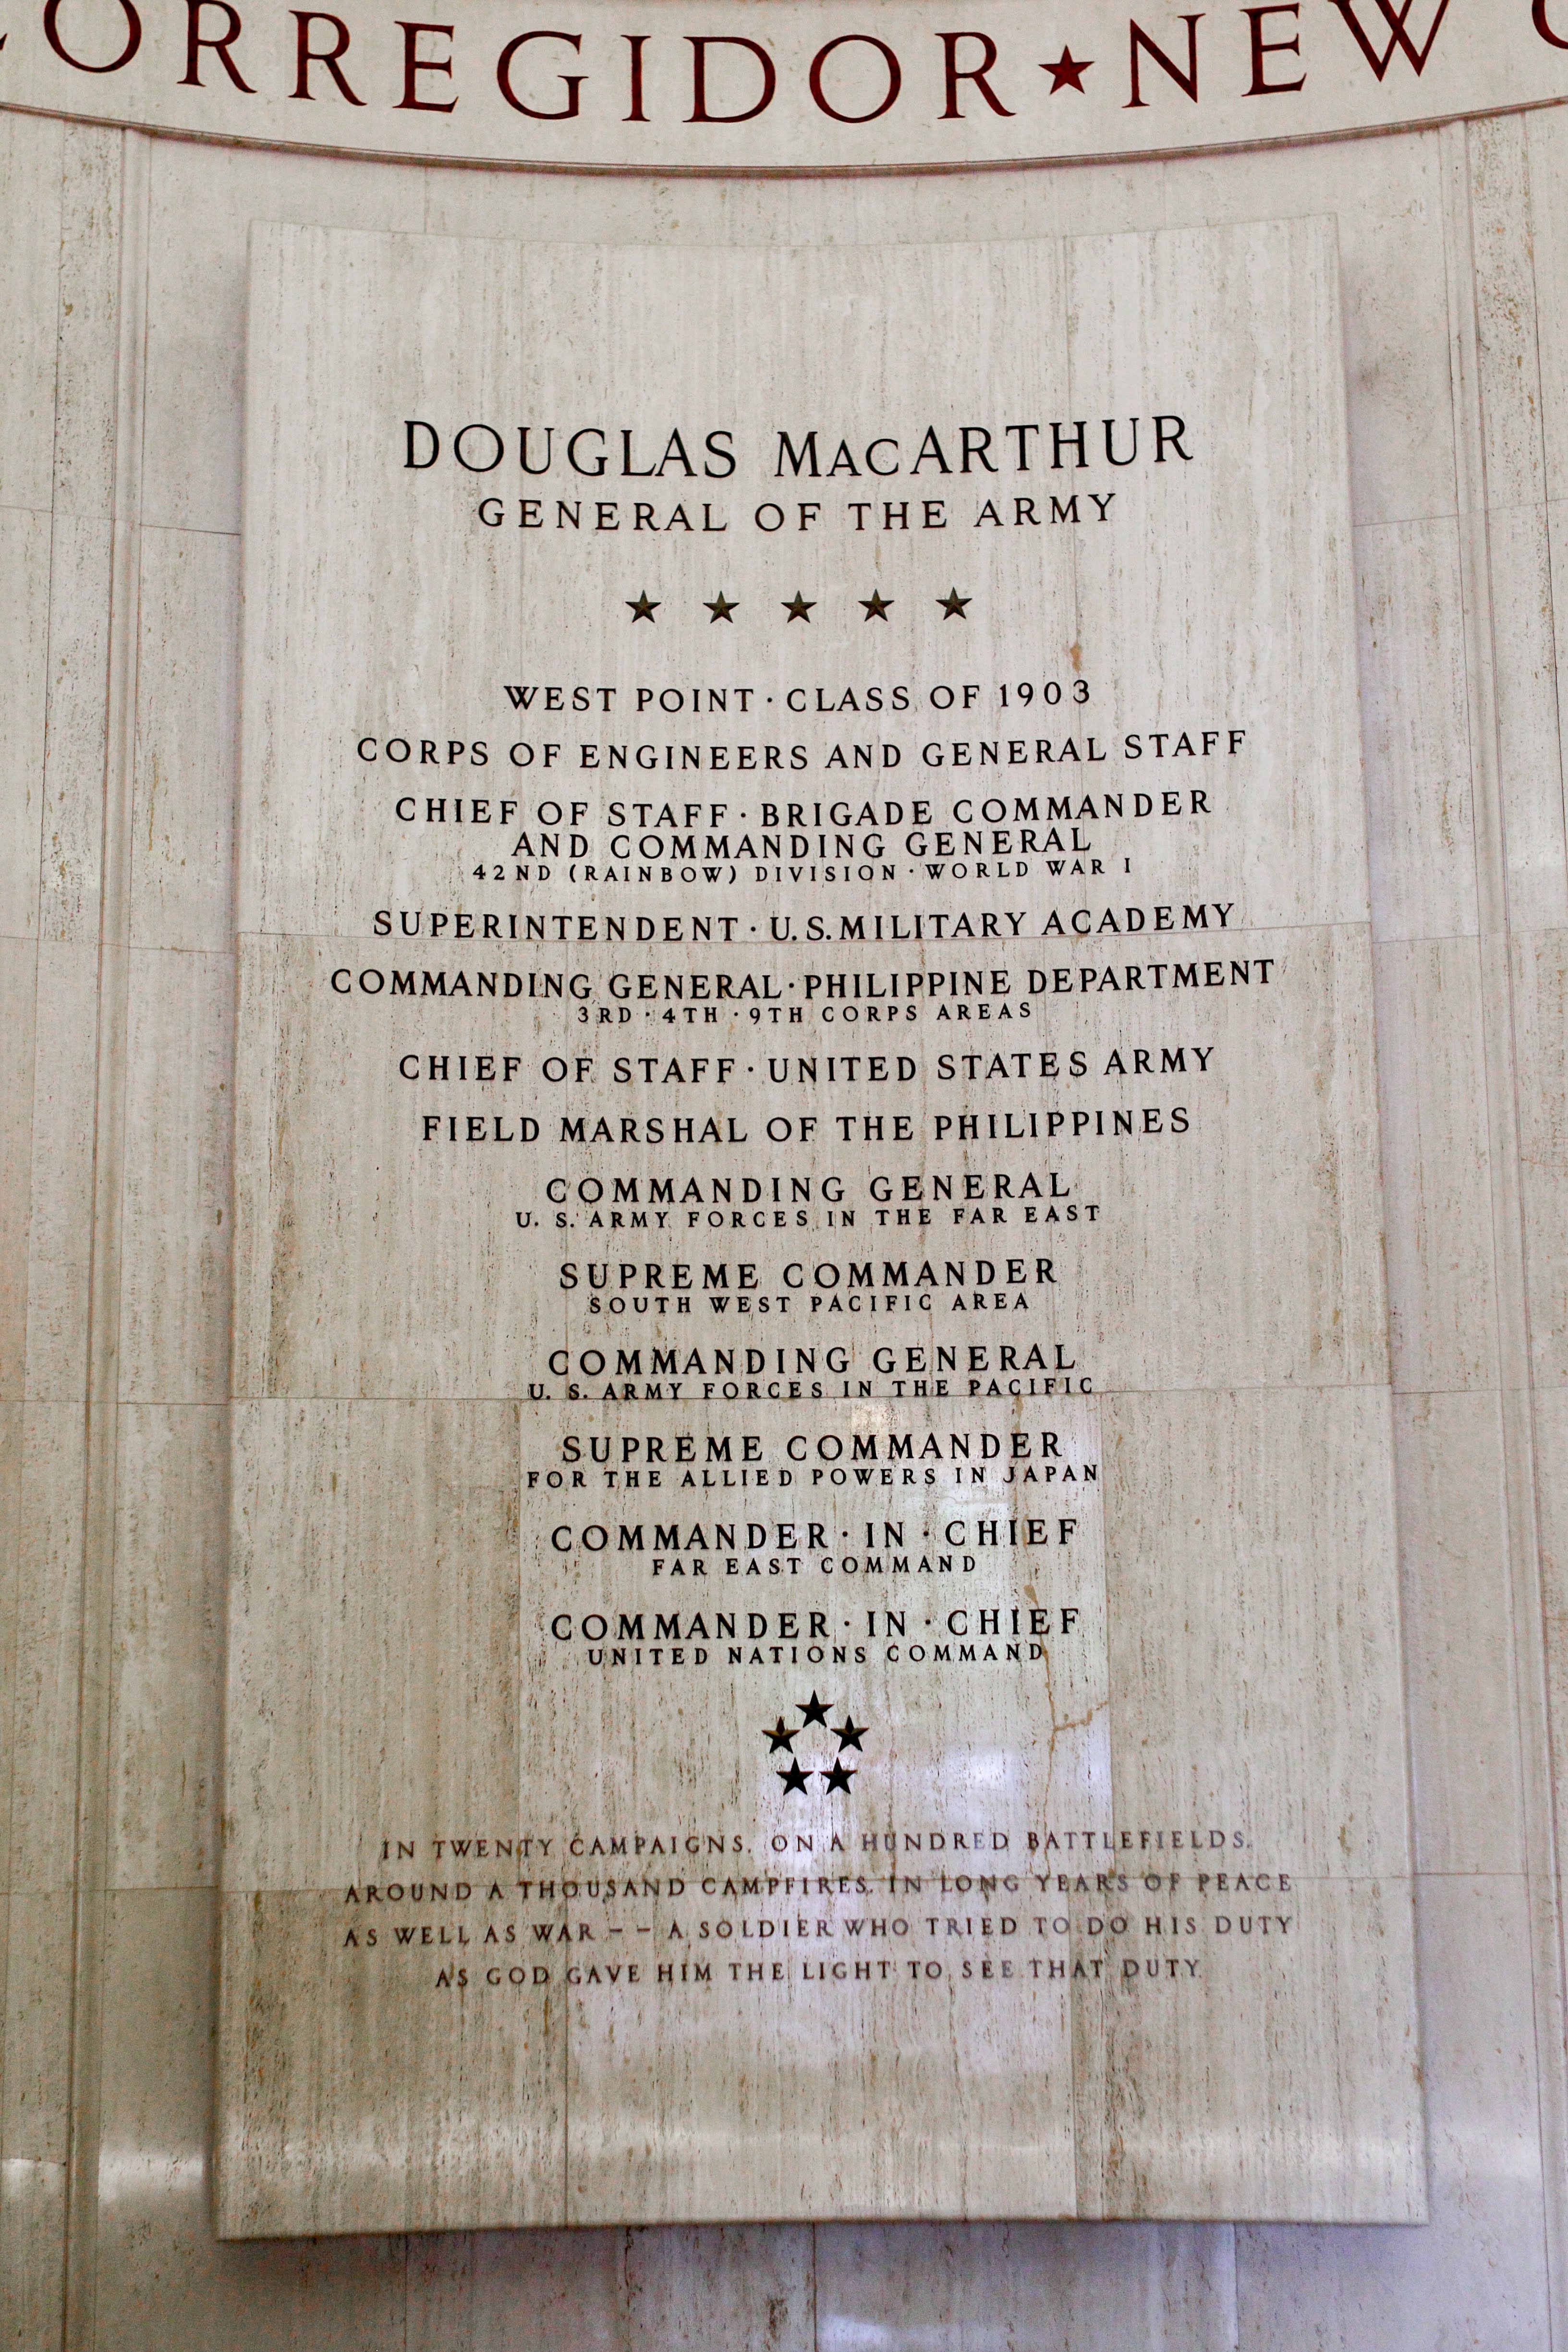 ORREGIDOR★NEW
DOUGLAS MacARTHUR
GENERAL OF THE ARMY
★ ★ ★ ★ ★
WEST POINT · CLASS OF 1903
CORPS OF ENGINEERS AND GENERAL STAFF
CHIEF OF STAFF · BRIGADE COMMANDER
AND COMMANDING GENERAL
42ND (RAINBOW) DIVISION · WORLD WAR I
SUPERINTENDENT · U.S. MILITARY ACADEMY
COMMANDING GENERAL · PHILIPPINE DEPARTMENT
3RD · 4TH · 9TH CORPS AREAS
CHIEF OF STAFF · UNITED STATES ARMY
FIELD MARSHAL OF THE PHILIPPINES
COMMANDING GENERAL
U. S. ARMY FORCES IN THE FAR EAST
SUPREME COMMANDER
SOUTH WEST PACIFIC AREA
COMMANDING GENERAL
U. S. ARMY FORCES IN THE PACIFIC
SUPREME COMMANDER
FOR THE ALLIED POWERS IN JAPAN
COMMANDER · IN · CHIEF
FAR EAST COMMAND
COMMANDER · IN · CHIEF
UNITED NATIONS COMMAND
IN TWENTY CAMPAIGNS, ON A HUNDRED BATTLEFIELDS,
AROUND A THOUSAND CAMPFIRES, IN LONG YEARS OF PEACE
AS WELL AS WAR -- A SOLDIER WHO TRIED TO DO HIS DUTY
AS GOD GAVE HIM THE LIGHT TO SEE THAT DUTY.